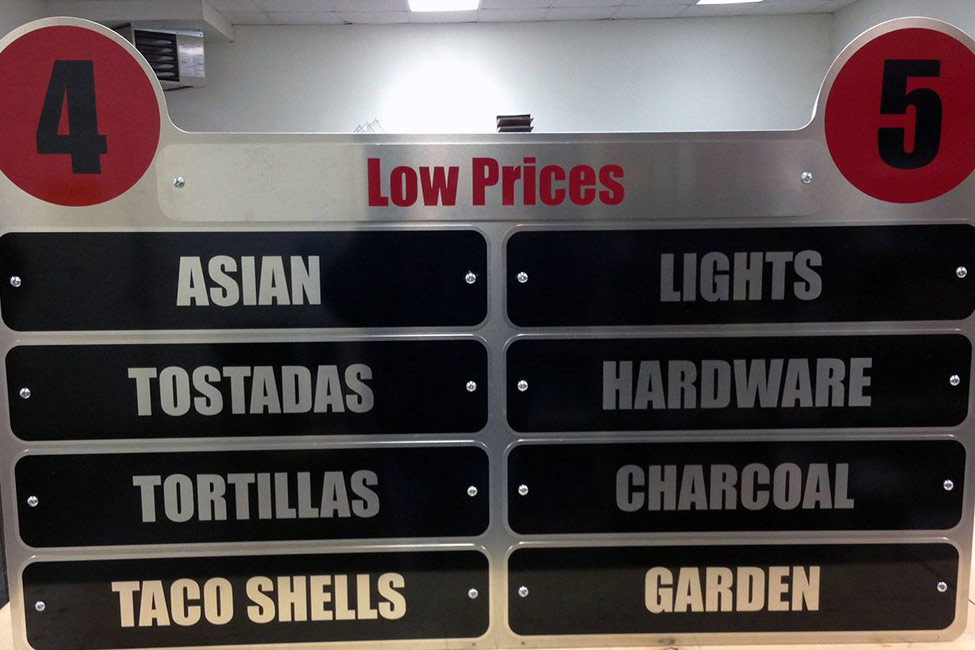 4
5
Low Prices
ASIAN
TOSTADAS
TORTILLAS
TACO SHELLS
LIGHTS
HARDWARE
CHARCOAL
GARDEN